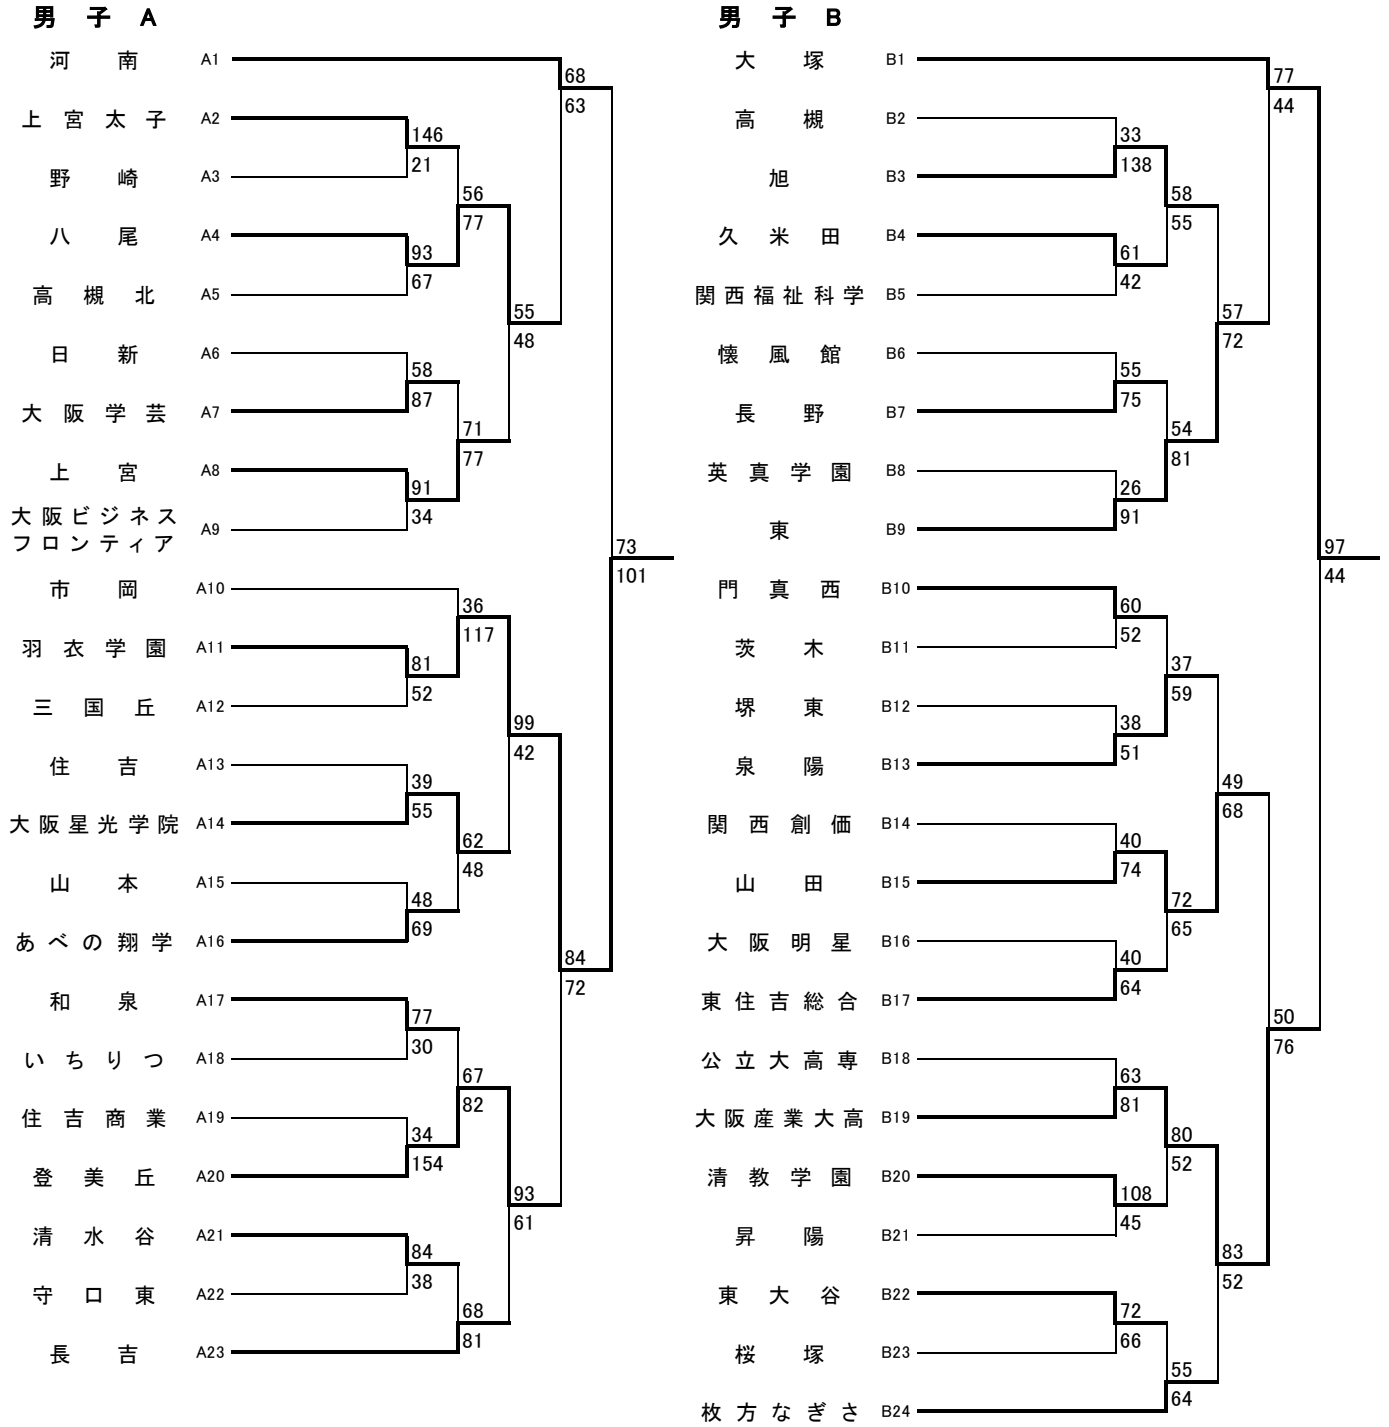 男子A
河南 A1
68
63
上宮太子 A2
146
21
野崎 A3
56
77
八尾 A4
93
67
高槻北 A5
55
48
日新 A6
58
87
大阪学芸 A7
71
77
上宮 A8
91
34
大阪ビジネス
フロンティア A9
73
101
市岡 A10
36
117
羽衣学園 A11
81
52
三国丘 A12
99
42
住吉 A13
39
55
大阪星光学院 A14
62
48
山本 A15
48
69
あべの翔学 A16
84
72
和泉 A17
77
30
いちりつ A18
67
82
住吉商業 A19
34
154
登美丘 A20
93
61
清水谷 A21
84
38
守口東 A22
68
81
長吉 A23
男子B
大塚 B1
77
44
高槻 B2
33
138
旭 B3
58
55
久米田 B4
61
42
関西福祉科学 B5
57
72
懐風館 B6
55
75
長野 B7
54
81
英真学園 B8
26
91
東 B9
97
44
門真西 B10
60
52
茨木 B11
37
59
堺東 B12
38
51
泉陽 B13
49
68
関西創価 B14
40
74
山田 B15
72
65
大阪明星 B16
40
64
東住吉総合 B17
50
76
公立大高専 B18
63
81
大阪産業大高 B19
80
52
清教学園 B20
108
45
昇陽 B21
83
52
東大谷 B22
72
66
桜塚 B23
55
64
枚方なぎさ B24